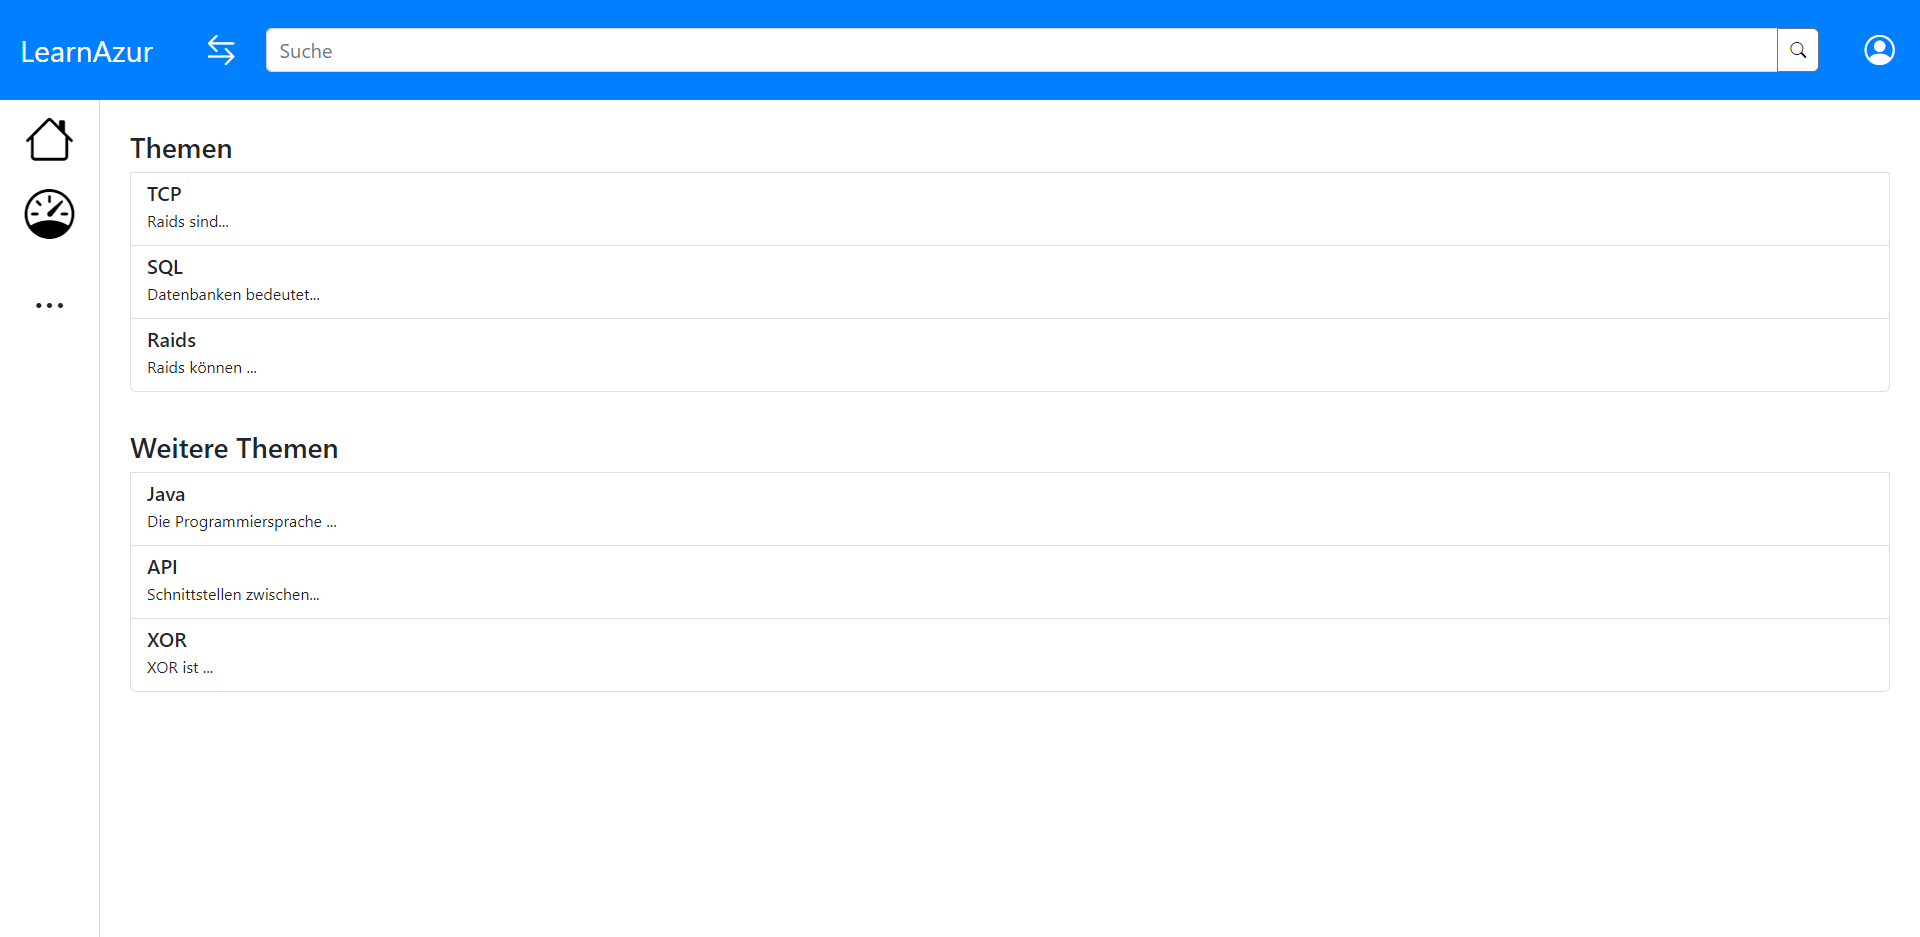 LearnAzur
Suche
Themen
TCP
Raids sind...
SQL
Datenbanken bedeutet...
Raids
Raids können ...
Weitere Themen
Java
Die Programmiersprache ...
API
Schnittstellen zwischen...
XOR
XOR ist ...